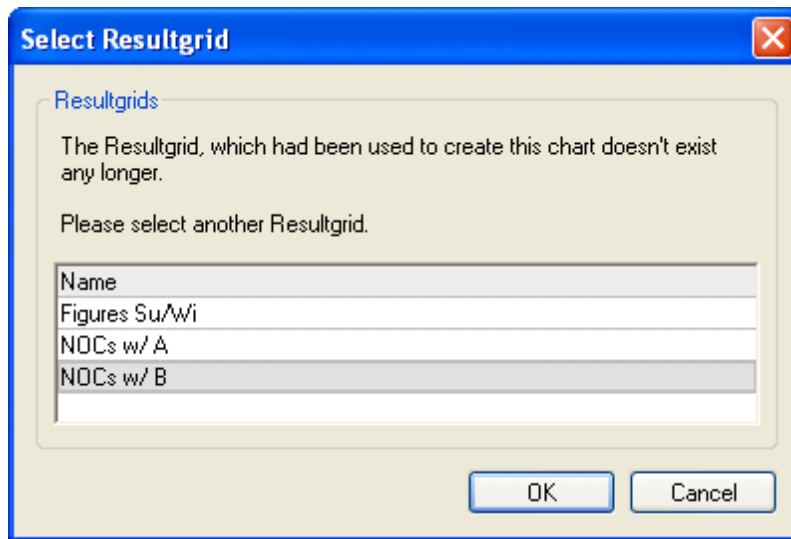 Select Resultgrid
Resultgrids
The Resultgrid, which had been used to create this chart doesn't exist
any longer.
Please select another Resultgrid.
Name
Figures Su/Wi
NOCs w/ A
NOCs w/ B
OK Cancel